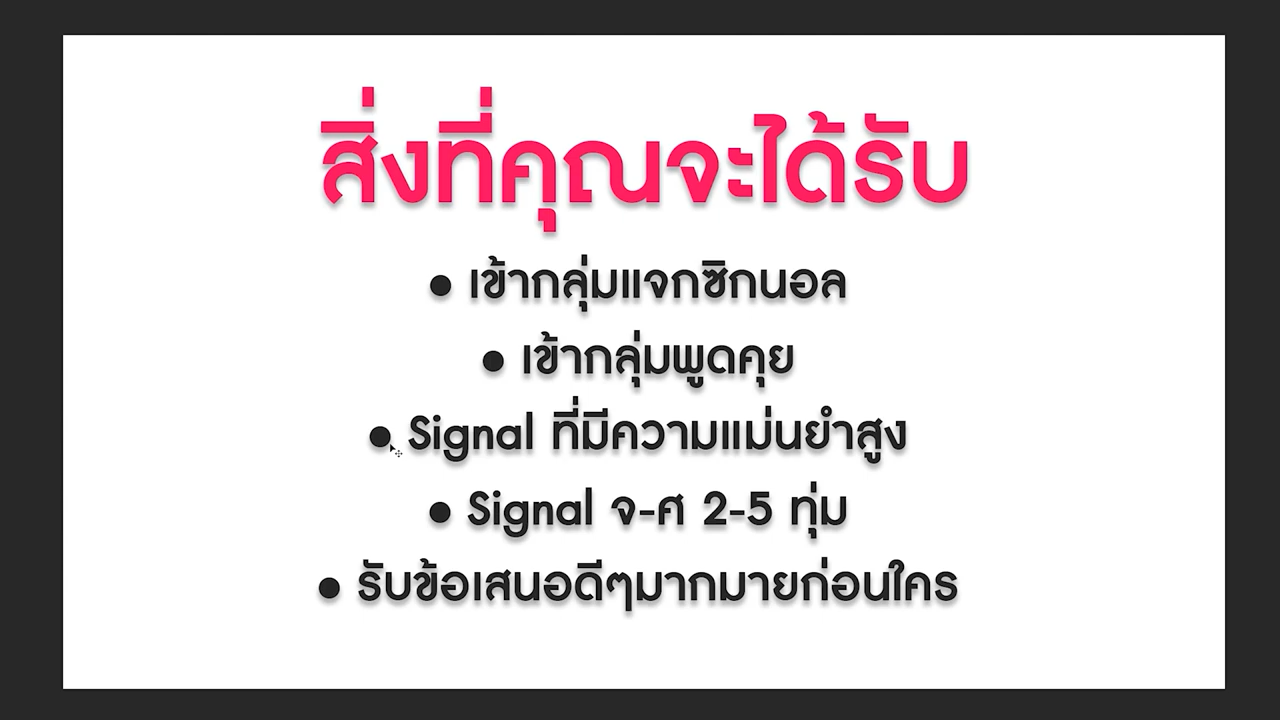 สิ่งที่คุณจะได้รับ
• เข้ากลุ่มแจกซิกนอล
• เข้ากลุ่มพูดคุย
• Signal ที่มีความแม่นยำสูง
• Signal จ-ศ 2-5 ทุ่ม
• รับข้อเสนอดีๆมากมายก่อนใคร